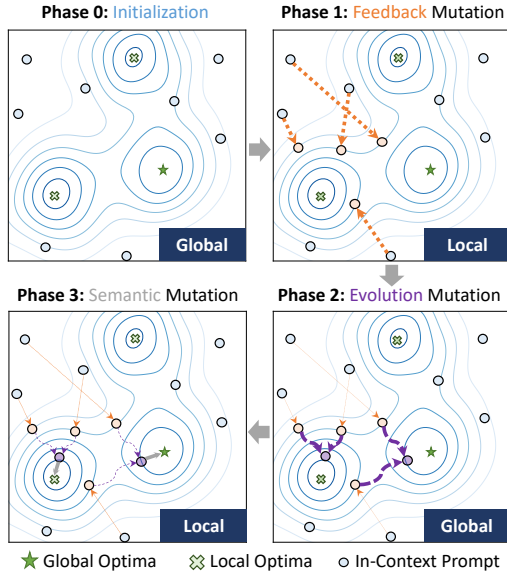 Phase 0: Initialization
Global
Phase 1: Feedback Mutation
Local
Phase 3: Semantic Mutation
Local
Phase 2: Evolution Mutation
Global
Global Optima
Local Optima
In-Context Prompt